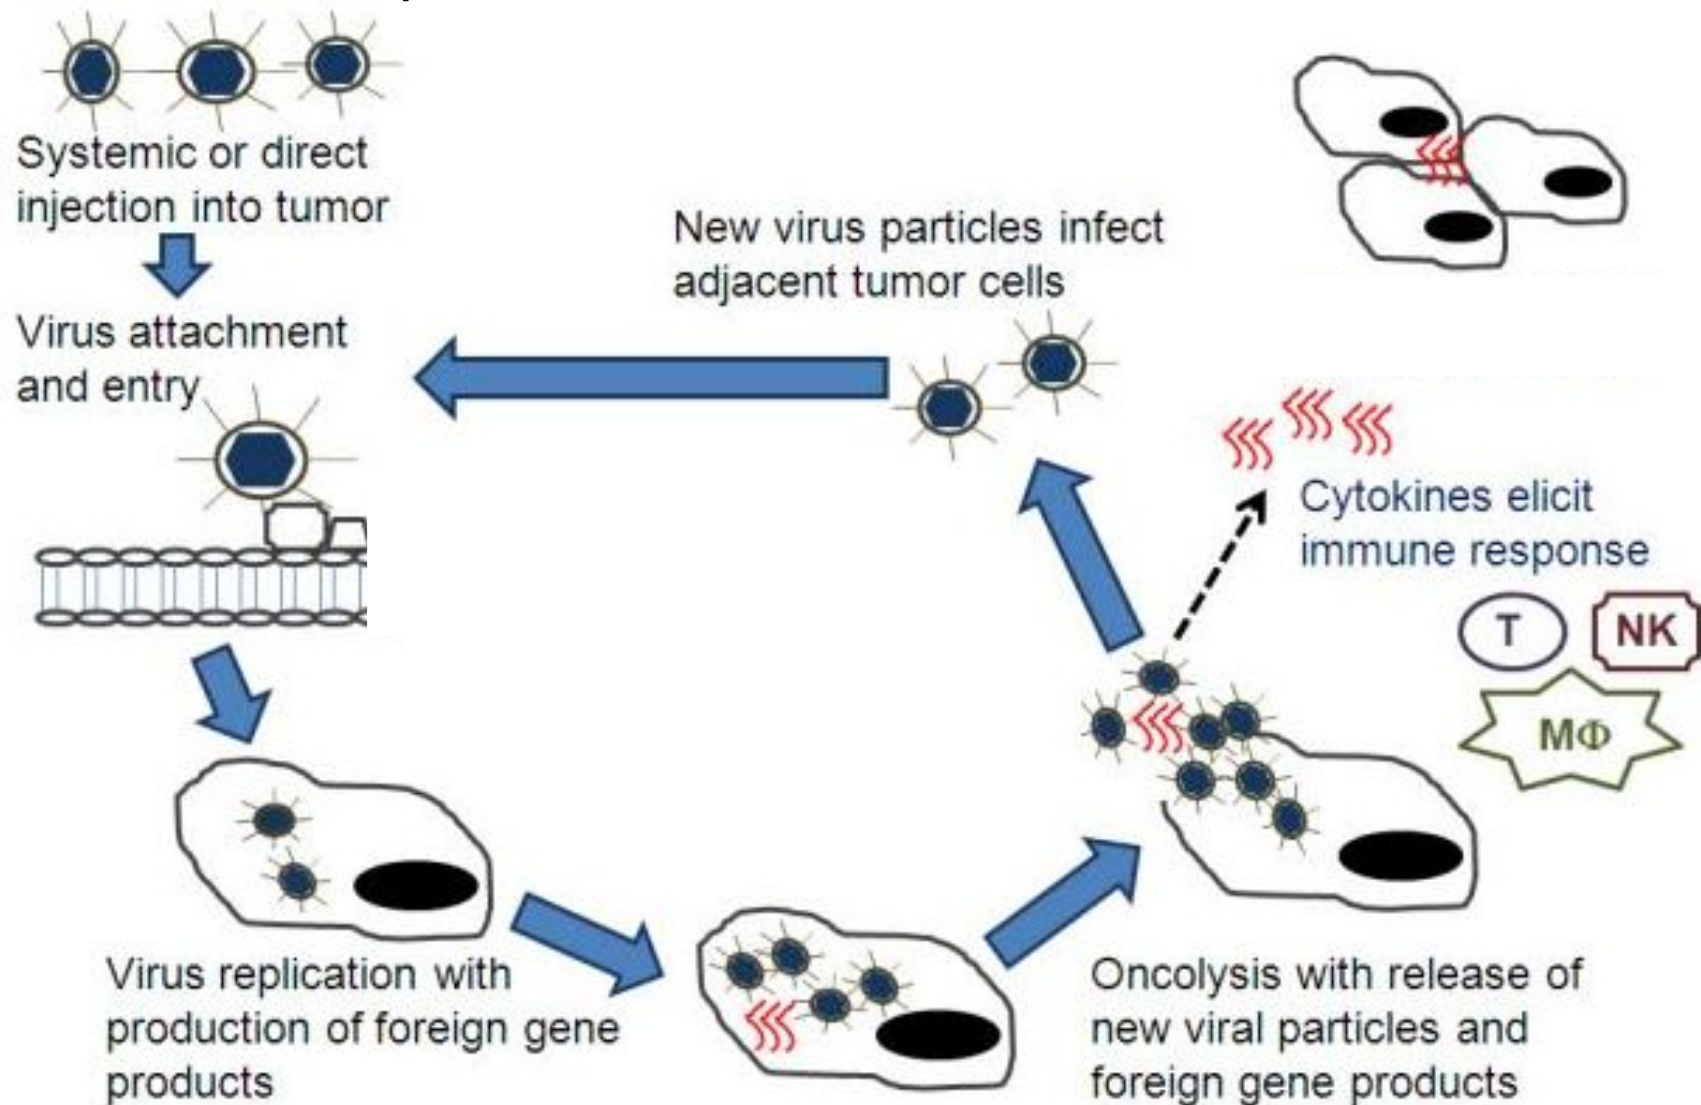 Systemic or direct
injection into tumor
Virus attachment
and entry
New virus particles infect
adjacent tumor cells
Cytokines elicit
immune response
T
NK
MΦ
Virus replication with
production of foreign gene
products
Oncolysis with release of
new viral particles and
foreign gene products